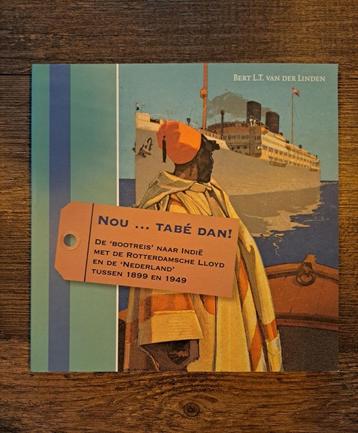 Bert L.T. van der Linden
Nou ... tabé dan!
De 'bootreis' naar Indië
met de Rotterdamsche Lloyd
en de 'Nederland'
tussen 1899 en 1949